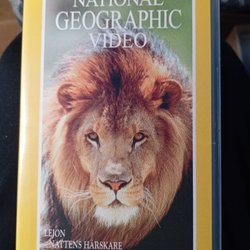 NATIONAL
GEOGRAPHIC
VIDEO
LEJON
NATTENS HÄRSKARE